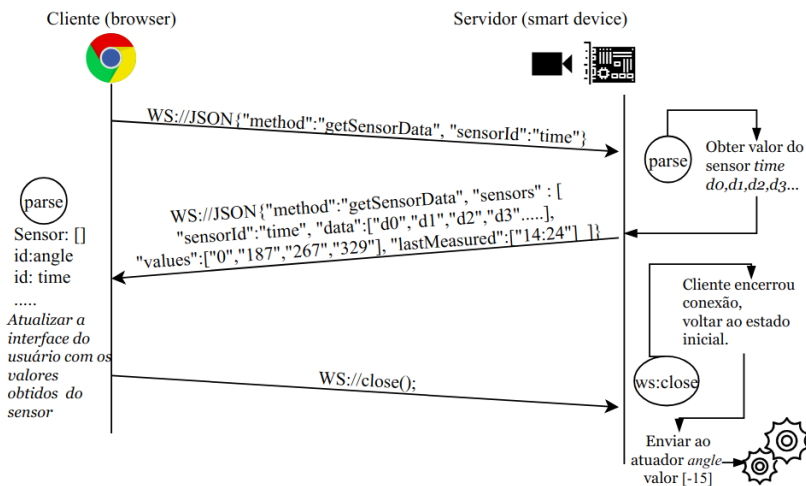 Cliente (browser)
Servidor (smart device)
WS://JSON{"method":"getSensorData", "sensorId":"time"}
parse
Obter valor do
sensor time
d0,d1,d2,d3...
WS://JSON{"method":"getSensorData", "sensors" : [
"sensorId":"time", "data":["d0","d1","d2","d3".....],
"values":["0","187","267","329"], "lastMeasured":["14:24"] ]}
parse
Sensor: []
id:angle
id: time
.....
Atualizar a
interface do
usuário com os
valores
obtidos do
sensor
Cliente encerrou
conexão,
voltar ao estado
inicial.
ws:close
WS://close();
Enviar ao
atuador angle
valor [-15]